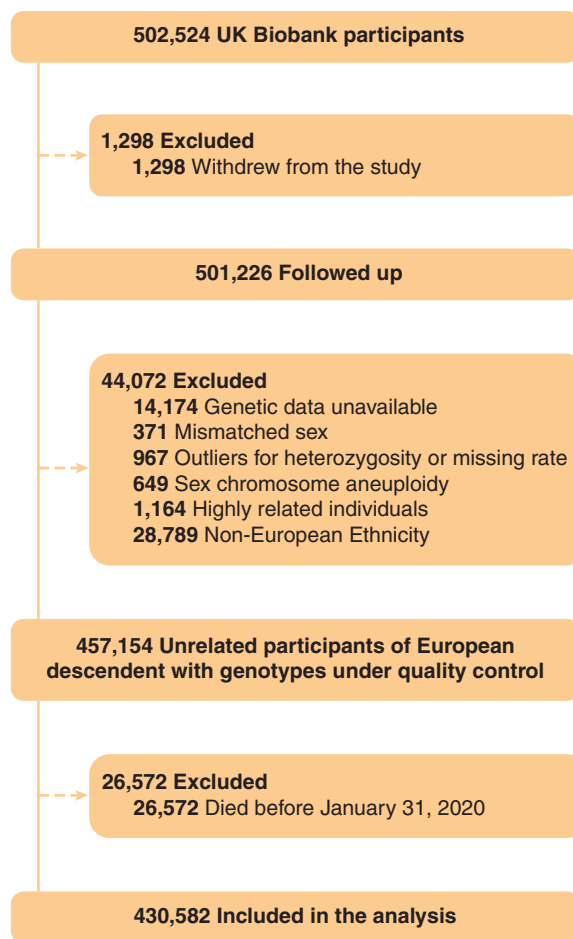 502,524 UK Biobank participants
1,298 Excluded
1,298 Withdrew from the study
501,226 Followed up
44,072 Excluded
14,174 Genetic data unavailable
371 Mismatched sex
967 Outliers for heterozygosity or missing rate
649 Sex chromosome aneuploidy
1,164 Highly related individuals
28,789 Non-European Ethnicity
457,154 Unrelated participants of European
descendent with genotypes under quality control
26,572 Excluded
26,572 Died before January 31, 2020
430,582 Included in the analysis